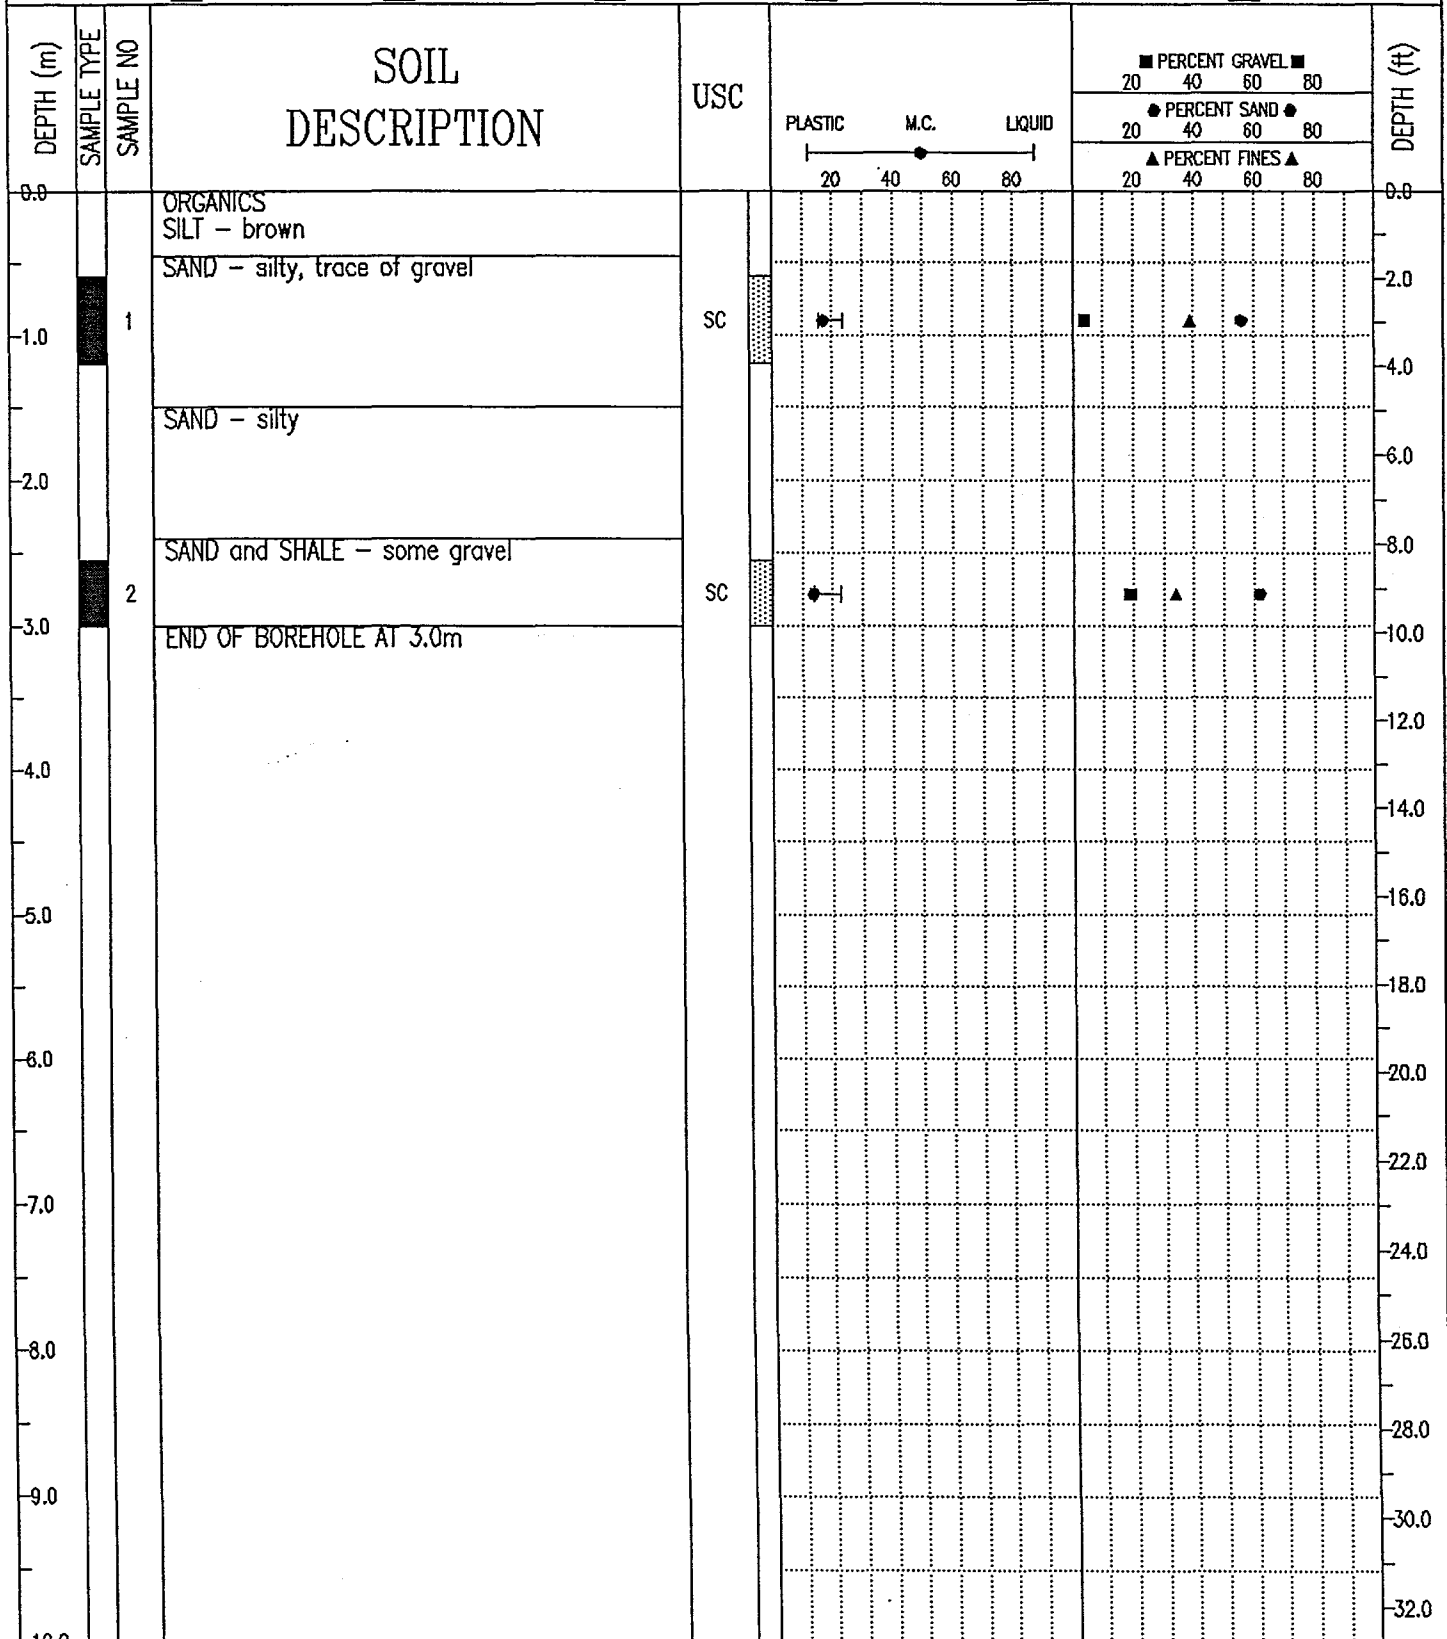 DEPTH (m)
SAMPLE TYPE
SAMPLE NO
SOIL
DESCRIPTION
USC
PLASTIC M.C. LIQUID
20 40 60 80
■ PERCENT GRAVEL ■
20 40 60 80
● PERCENT SAND ●
20 40 60 80
▲ PERCENT FINES ▲
20 40 60 80
DEPTH (ft)
0.0
ORGANICS
SILT – brown
0.0
SAND – silty, trace of gravel
2.0
1
SC
1.0
4.0
SAND – silty
6.0
2.0
SAND and SHALE – some gravel
8.0
2
SC
3.0
END OF BOREHOLE AT 3.0m
10.0
12.0
4.0
14.0
16.0
5.0
18.0
6.0
20.0
22.0
7.0
24.0
26.0
8.0
28.0
9.0
30.0
32.0